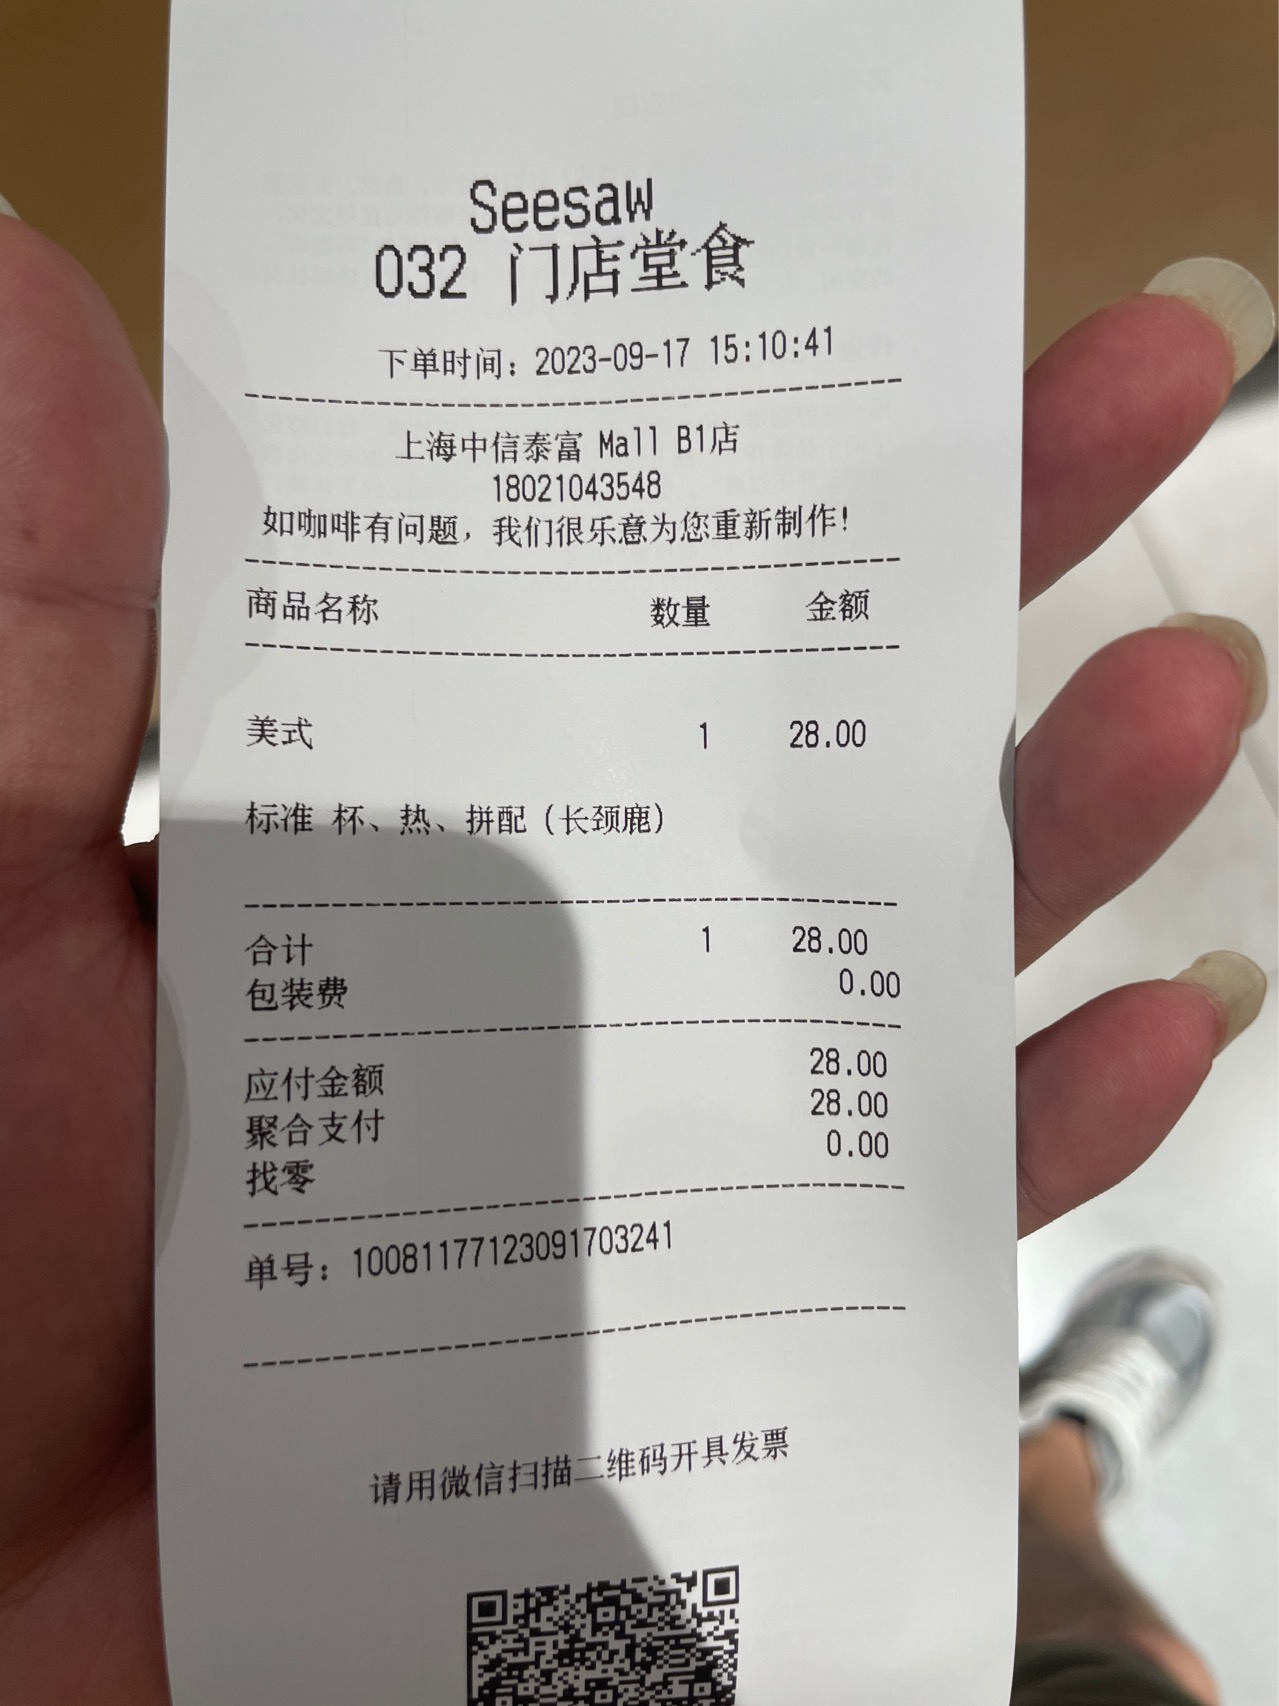 Seesaw
032 门店堂食
下单时间：2023-09-17 15:10:41
上海中信泰富 Mall B1店
18021043548
如咖啡有问题，我们很乐意为您重新制作！
商品名称 数量 金额
美式 1 28.00
标准 杯、热、拼配（长颈鹿）
合计 1 28.00
包装费 0.00
应付金额 28.00
聚合支付 28.00
找零 0.00
单号：10081177123091703241
请用微信扫描二维码开具发票